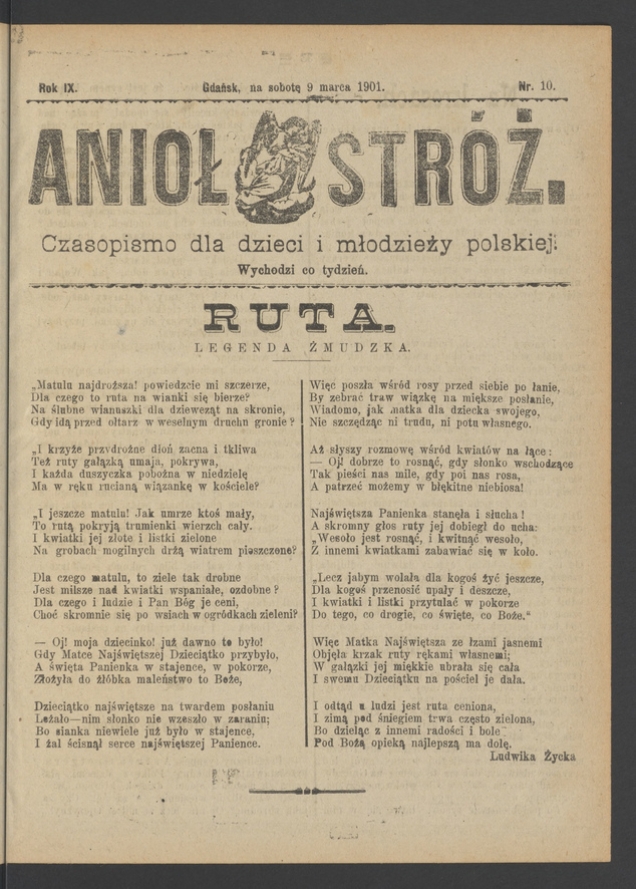 Rok IX.
Gdańsk, na sobotę 9 marca 1901.
Nr. 10.
ANIOŁ STRÓŻ.
Czasopismo dla dzieci i młodzieży polskiej.
Wychodzi co tydzień.
RUTA.
LEGENDA ŻMUDZKA.
„Matulu najdroższa! powiedzcie mi szczerze,
Dla czego to ruta na wianki się bierze?
Na ślubne wianuszki dla dziewcząt na skronie,
Gdy idą przed ołtarz w weselnym druchn gronie?
„I krzyże przydrożne dłoń zacna i tkliwa
Też ruty gałązką umaja, pokrywa,
I każda duszyczka pobożna w niedzielę
Ma w ręku rucianą wiązankę w kościele?
„I jeszcze matulu! Jak umrze ktoś mały,
To rutą pokryją trumienki wierzch cały.
I kwiatki jej złote i listki zielone
Na grobach mogilnych drżą wiatrem pieszczone?
Dla czego matulu, to ziele tak drobne
Jest milsze nad kwiatki wspaniałe, ozdobne?
Dla czego i ludzie i Pan Bóg je ceni,
Choć skromnie się po wsiach w ogródkach zieleni?
— Oj! moja dziecinko! już dawno to było!
Gdy Matce Najświętszej Dzieciątko przybyło,
A święta Panienka w stajence, w pokorze,
Złożyła do żłóbka maleństwo to Boże,
Dzieciątko najświętsze na twardem posłaniu
Leżało—nim słonko nie wzeszło w zaraniu;
Bo sianka niewiele już było w stajence,
I żal ścisnął serce najświętszej Panience.
Więc poszła wśród rosy przed siebie po łanie,
By zebrać traw wiązkę na miększe posłanie,
Wiadomo, jak matka dla dziecka swojego,
Nie szczędząc ni trudu, ni potu własnego.
Aż słyszy rozmowę wśród kwiatów na łące:
— Oj! dobrze to rosnąć, gdy słonko wschodzące
Tak pieści nas mile, gdy poi nas rosa,
A patrzeć możemy w błękitne niebiosa!
Najświętsza Panienka stanęła i słucha!
A skromny głos ruty jej dobiegł do ucha:
„Wesoło jest rosnąć, i kwitnąć wesoło,
Z innemi kwiatkami zabawiać się w koło.
„Lecz jabym wolała dla kogoś żyć jeszcze,
Dla kogoś przenosić upały i deszcze,
I kwiatki i listki przytulać w pokorze
Do tego, co drogie, co święte, co Boże.“
Więc Matka Najświętsza ze łzami jasnemi
Objęła krzak ruty rękami własnemi;
W gałązki jej miękkie ubrała się cała
I swemu Dzieciątku na pościel je dała.
I odtąd u ludzi jest ruta ceniona,
I zimą pod śniegiem trwa często zielona,
Bo dzieląc z innemi radości i bole
Pod Bożą opieką najlepszą ma dolę.
Ludwika Życka